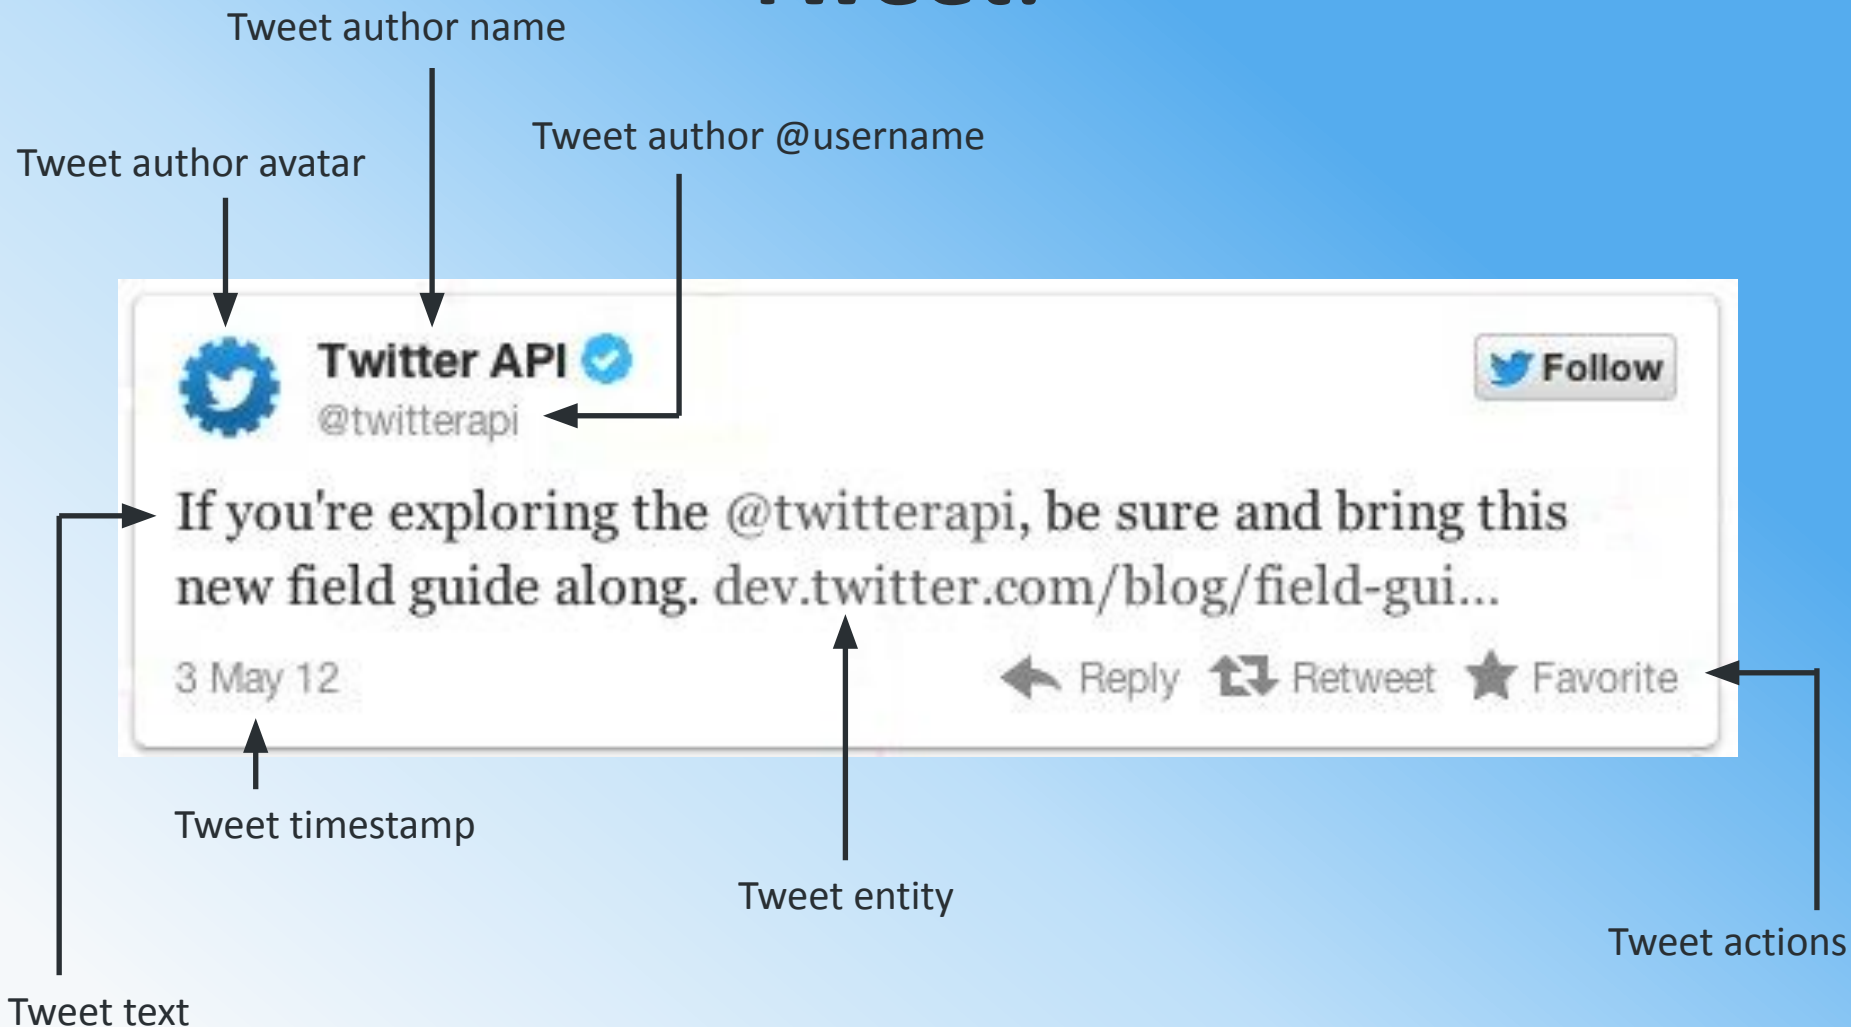 Tweet author name
Tweet author @username
Tweet author avatar
Twitter API
@twitterapi
Follow
If you're exploring the @twitterapi, be sure and bring this
new field guide along. dev.twitter.com/blog/field-gui...
3 May 12
Reply Retweet Favorite
Tweet timestamp
Tweet entity
Tweet actions
Tweet text